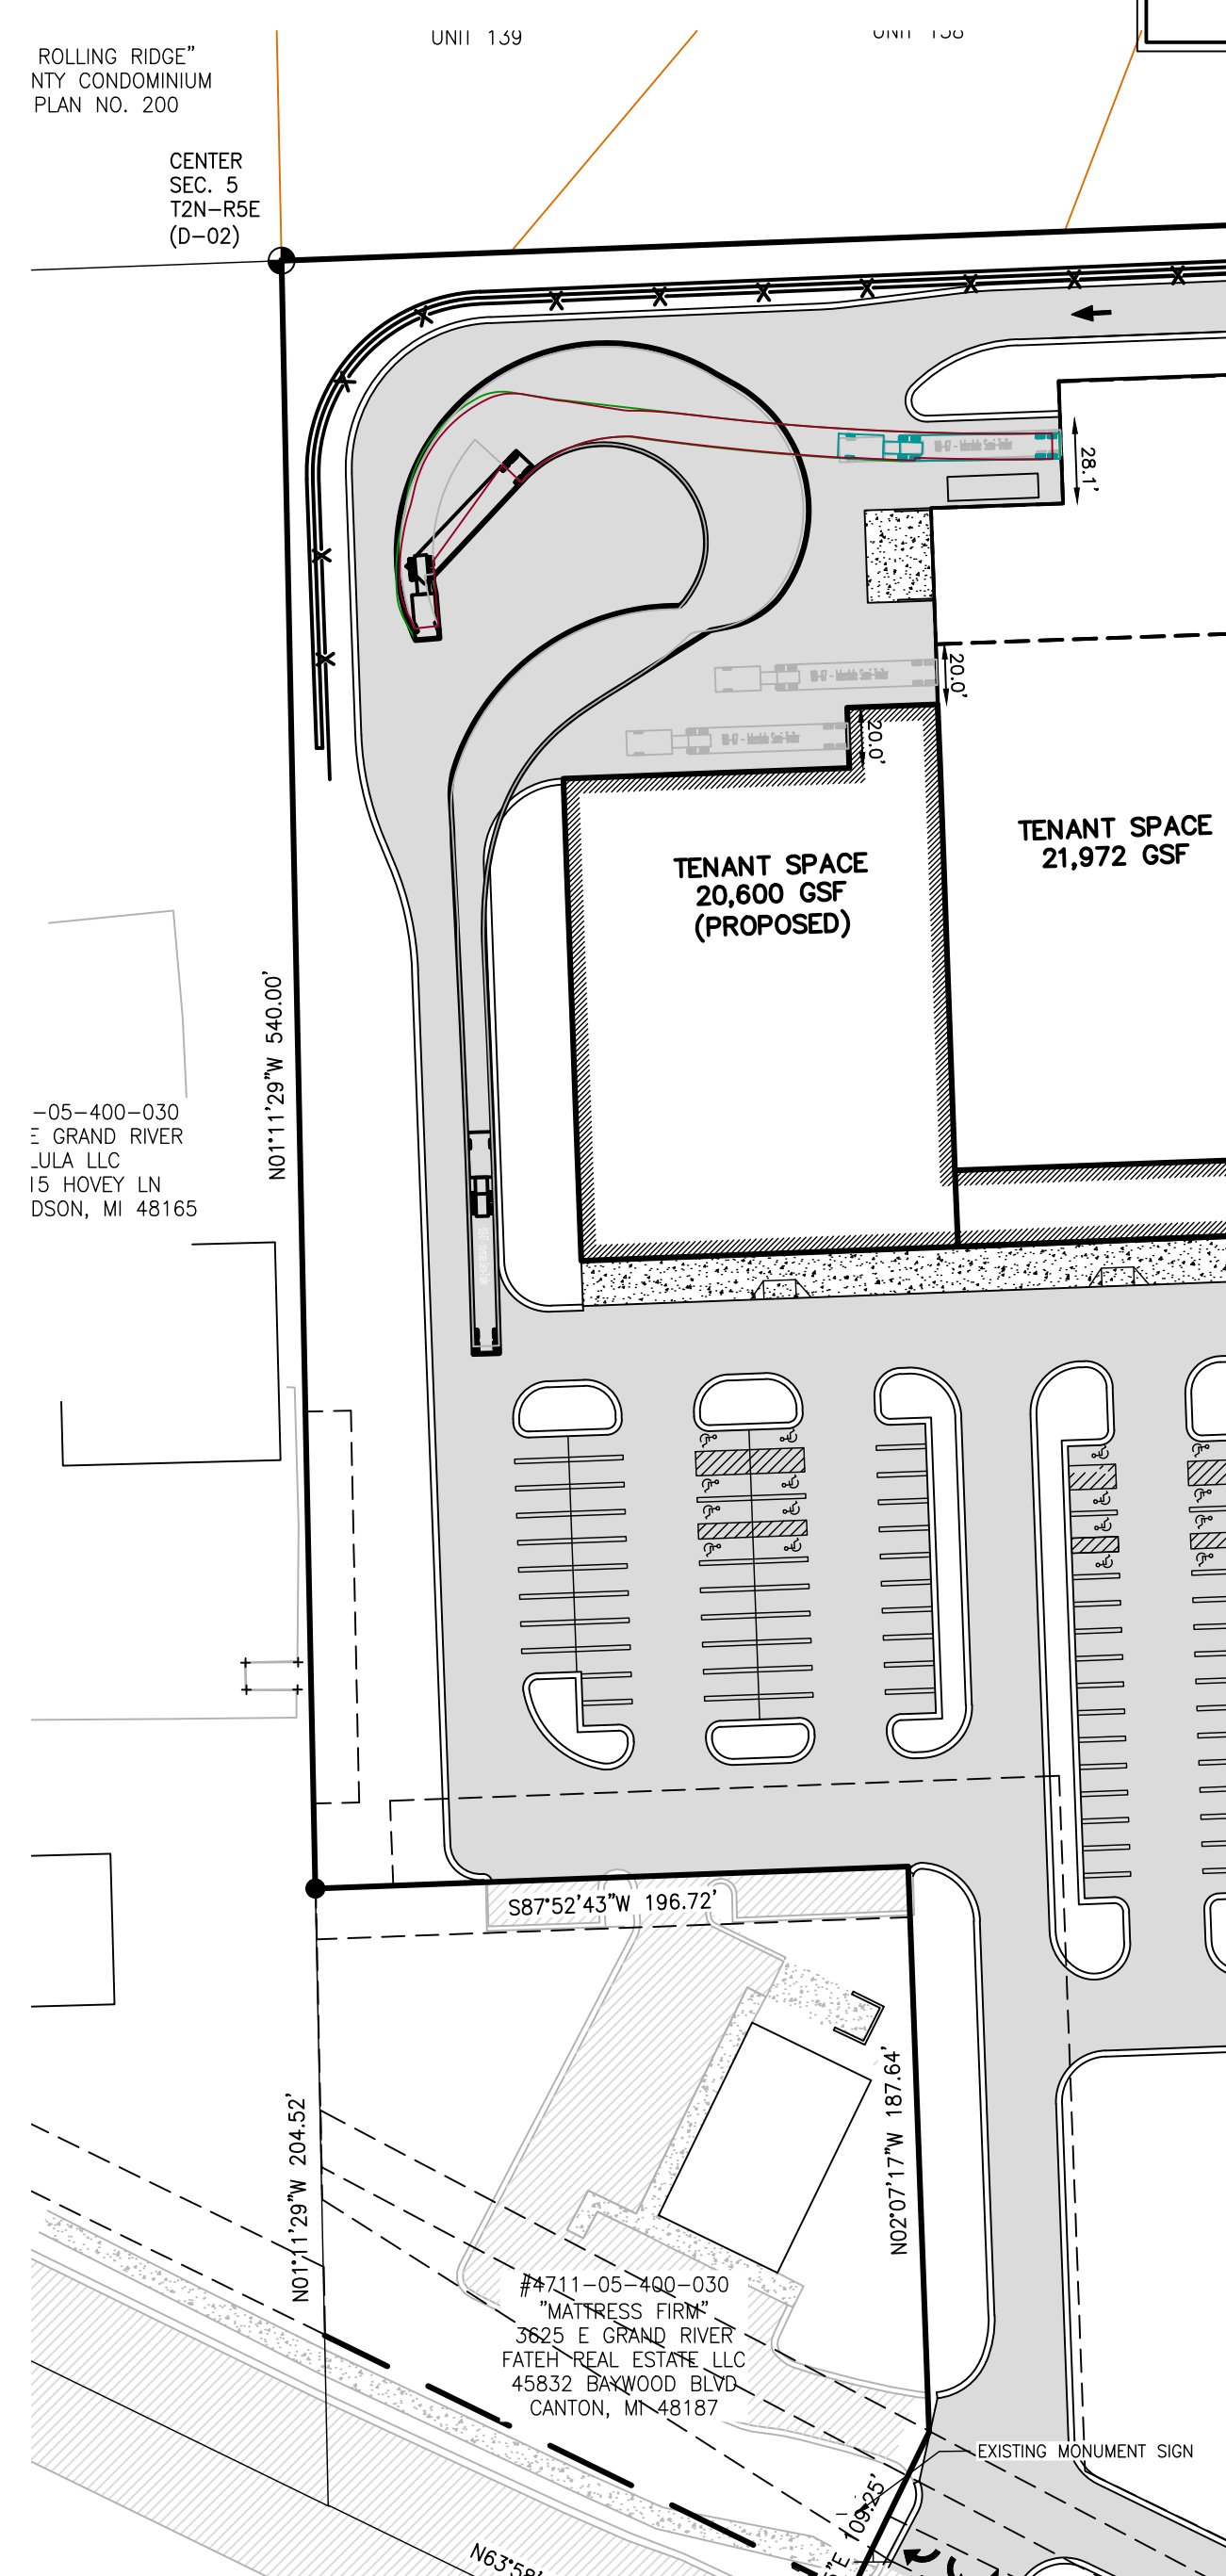 UNIT 139
UNIT 138
ROLLING RIDGE"
NTY CONDOMINIUM
PLAN NO. 200
CENTER
SEC. 5
T2N-R5E
(D-02)
28.1'
20.0'
20.0'
TENANT SPACE
21,972 GSF
TENANT SPACE
20,600 GSF
(PROPOSED)
N01°11'29"W 540.00'
-05-400-030
E GRAND RIVER
LULA LLC
15 HOVEY LN
DSON, MI 48165
S87°52'43"W 196.72'
N02°07'17"W 187.64'
N01°11'29"W 204.52'
#4711-05-400-030
"MATTRESS FIRM"
3625 E GRAND RIVER
FATEH REAL ESTATE LLC
45832 BAYWOOD BLVD
CANTON, MI 48187
EXISTING MONUMENT SIGN
"E 109.25'
N63°58'